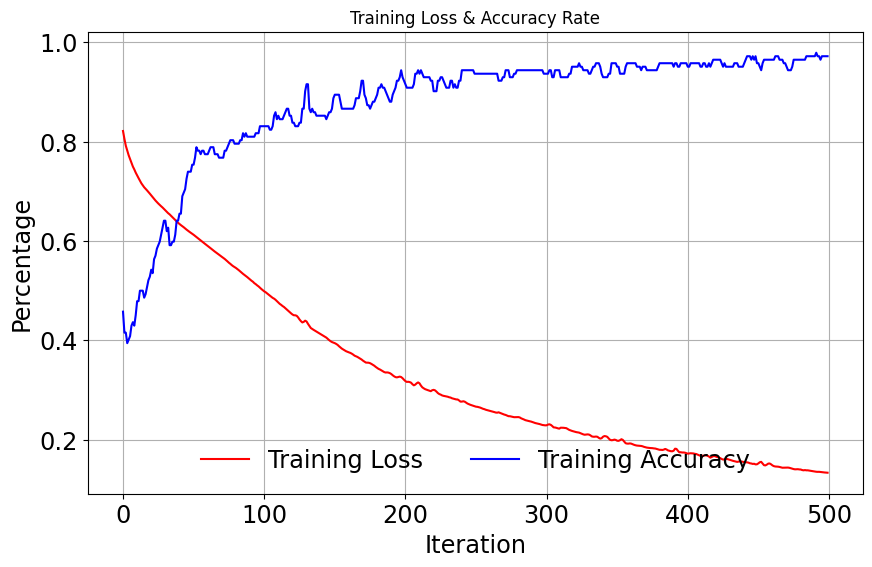 Training Loss & Accuracy Rate
1.0
0.8
0.6
0.4
0.2
Percentage
Training Loss
Training Accuracy
0 100 200 300 400 500
Iteration